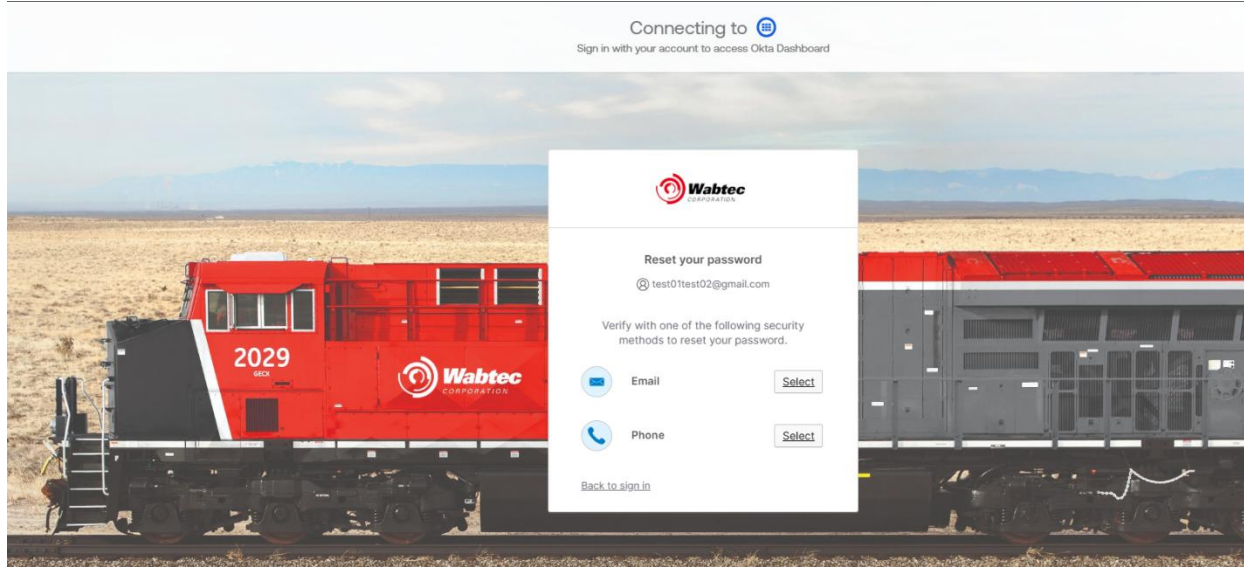 Connecting to
Sign in with your account to access Okta Dashboard
Wabtec
CORPORATION
Reset your password
test01test02@gmail.com
Verify with one of the following security
methods to reset your password.
Email
Select
Phone
Select
Back to sign in
2029
GECX
Wabtec
CORPORATION